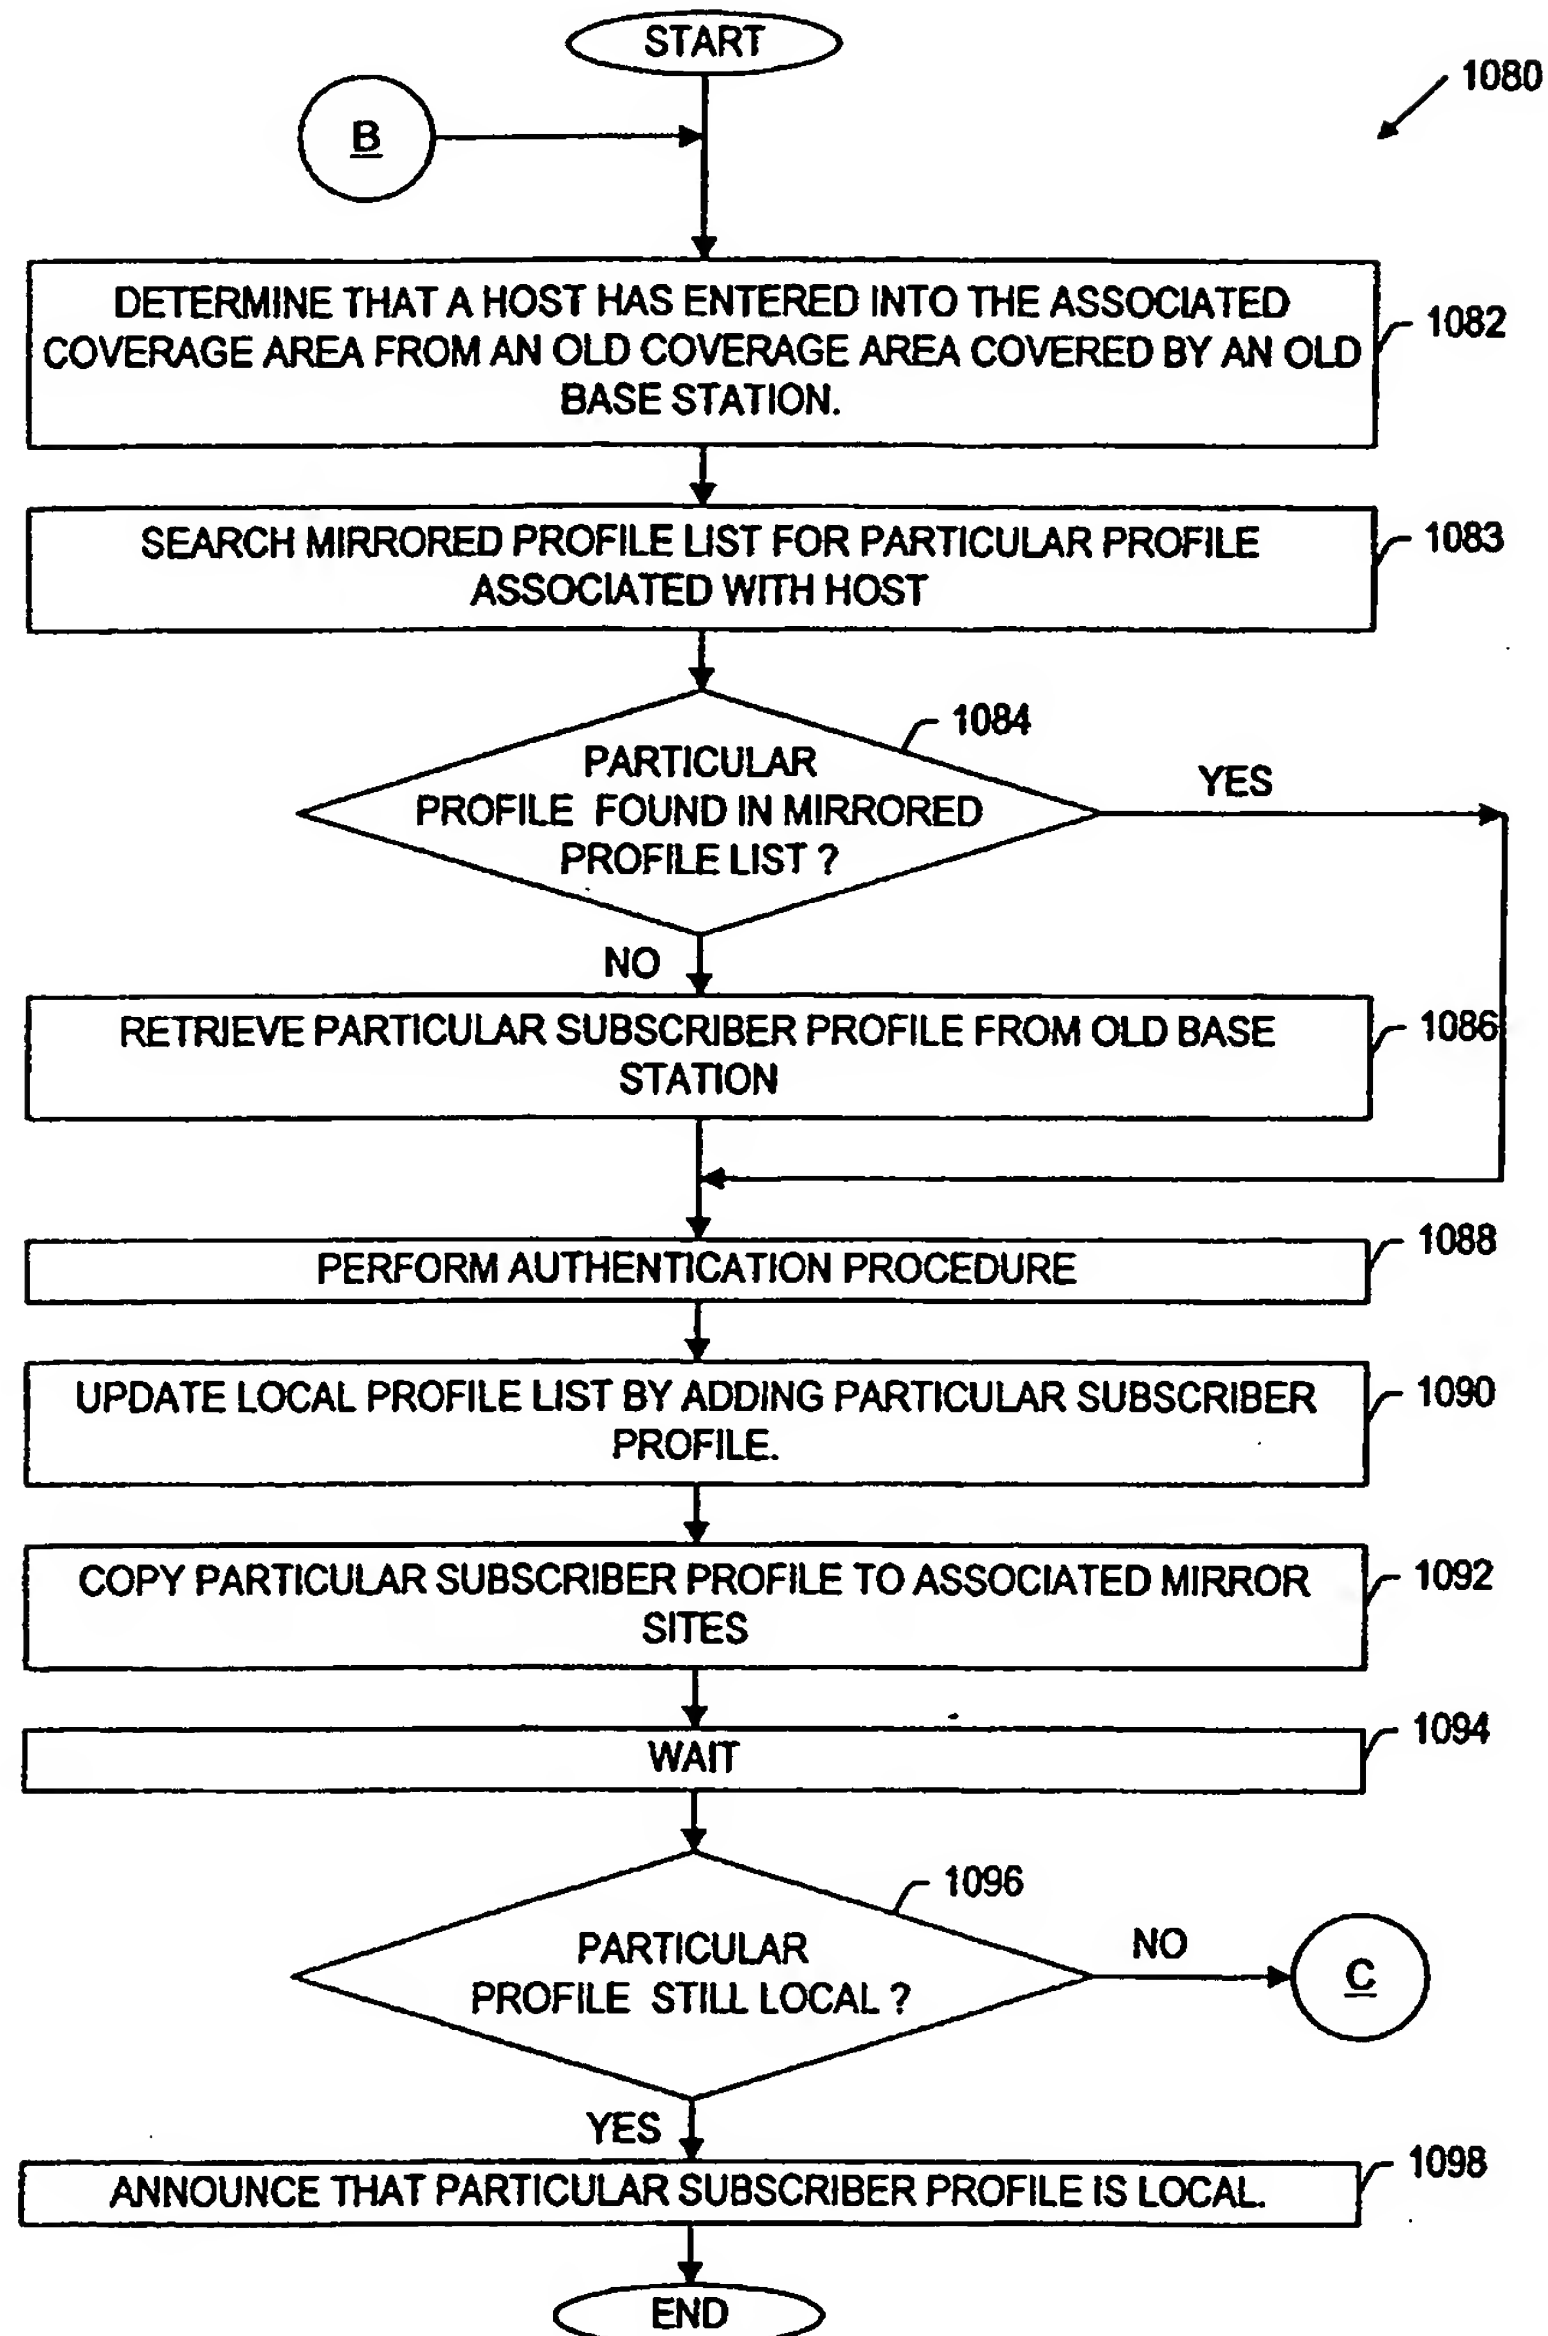 START
1080
B
DETERMINE THAT A HOST HAS ENTERED INTO THE ASSOCIATED
COVERAGE AREA FROM AN OLD COVERAGE AREA COVERED BY AN OLD
BASE STATION.
1082
SEARCH MIRRORED PROFILE LIST FOR PARTICULAR PROFILE
ASSOCIATED WITH HOST
1083
1084
PARTICULAR
PROFILE FOUND IN MIRRORED
PROFILE LIST ?
YES
NO
RETRIEVE PARTICULAR SUBSCRIBER PROFILE FROM OLD BASE
STATION
1086
PERFORM AUTHENTICATION PROCEDURE
1088
UPDATE LOCAL PROFILE LIST BY ADDING PARTICULAR SUBSCRIBER
PROFILE.
1090
COPY PARTICULAR SUBSCRIBER PROFILE TO ASSOCIATED MIRROR
SITES
1092
WAIT
1094
1096
PARTICULAR
PROFILE STILL LOCAL ?
NO
C
YES
ANNOUNCE THAT PARTICULAR SUBSCRIBER PROFILE IS LOCAL.
1098
END